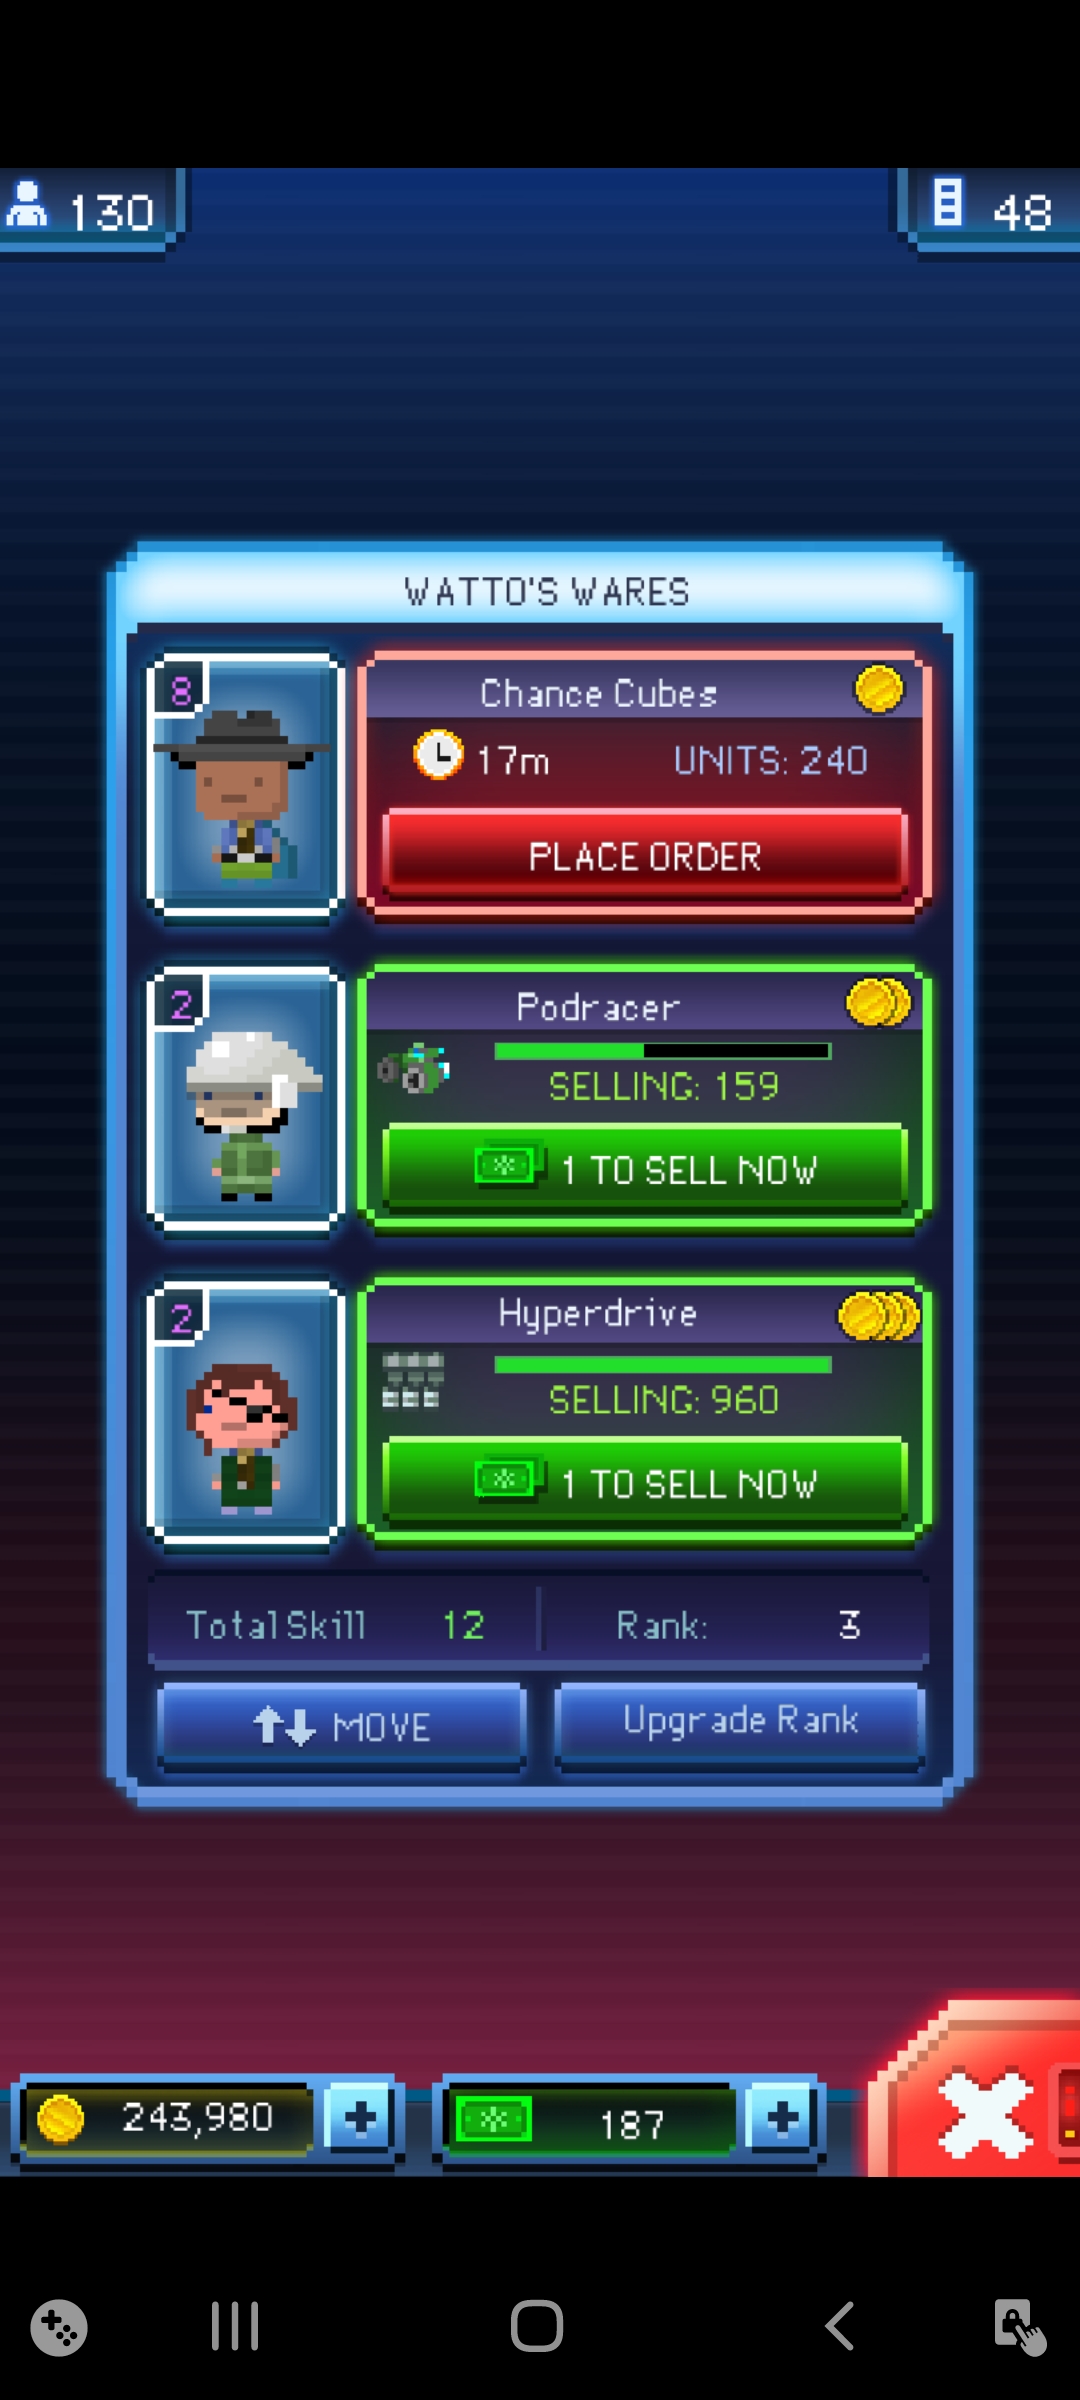 130
48
WATTO'S WARES
8
Chance Cubes
17m UNITS: 240
PLACE ORDER
2
Podracer
SELLING: 159
1 TO SELL NOW
2
Hyperdrive
SELLING: 960
1 TO SELL NOW
Total Skill 12 Rank: 3
MOVE Upgrade Rank
243,980 + 187 +